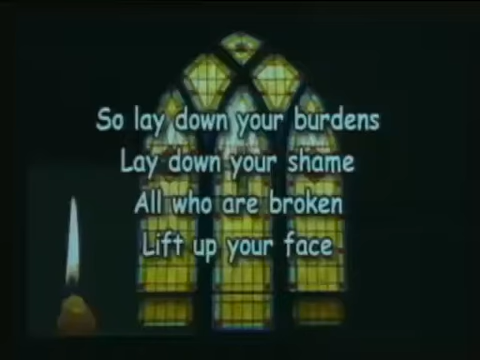 So lay down your burdens
Lay down your shame
All who are broken
Lift up your face